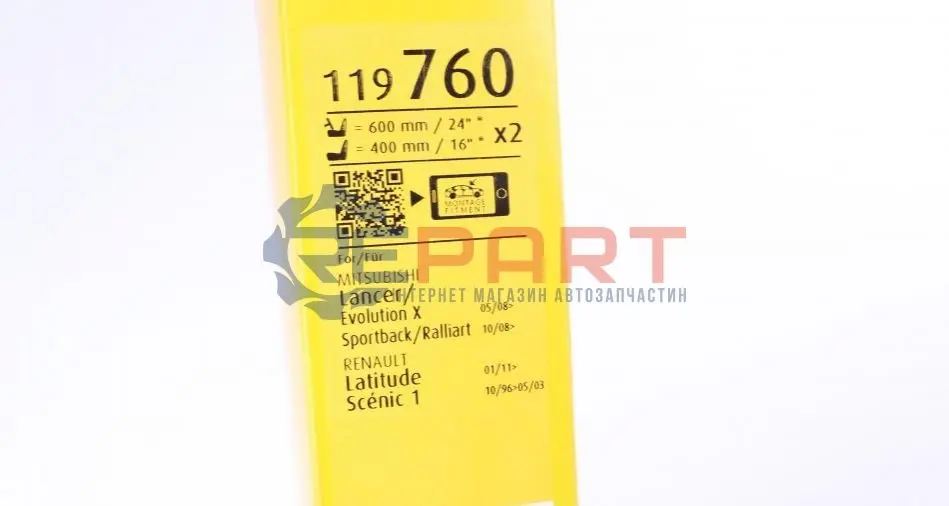 119 760
= 600 mm / 24" *
= 400 mm / 16" *
x2
MONTAGE
FITMENT
For/Für
MITSUBISHI
Lancer/
Evolution X 05/08>
Sportback/Ralliart 10/08>
RENAULT
Latitude 01/11>
Scénic 1 10/96>05/03
REPART
ІНТЕРНЕТ МАГАЗИН АВТОЗАПЧАСТИН